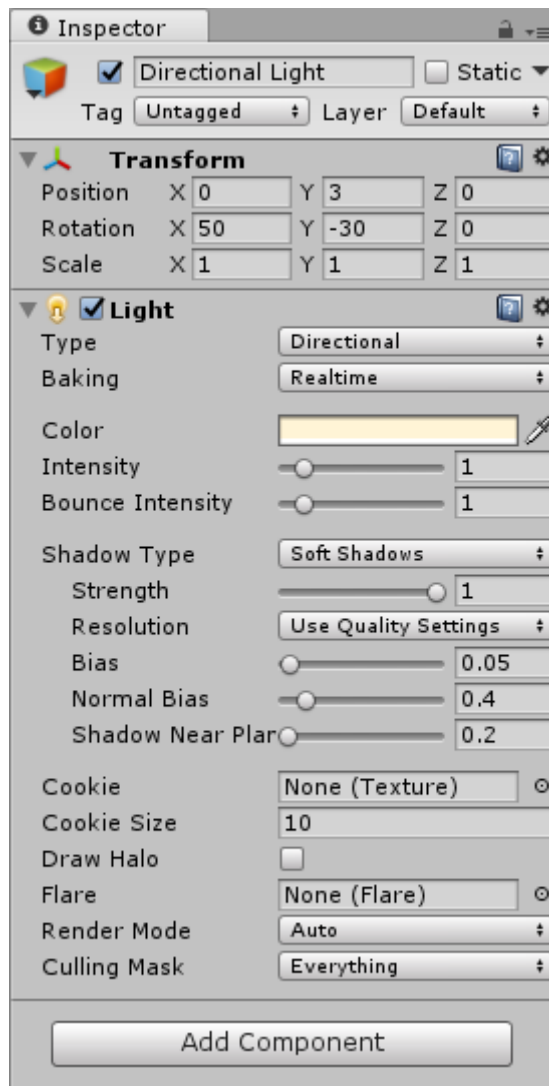 Inspector
Directional Light Static
Tag Untagged Layer Default
Transform
Position X 0 Y 3 Z 0
Rotation X 50 Y -30 Z 0
Scale X 1 Y 1 Z 1
Light
Type Directional
Baking Realtime
Color
Intensity 1
Bounce Intensity 1
Shadow Type Soft Shadows
Strength 1
Resolution Use Quality Settings
Bias 0.05
Normal Bias 0.4
Shadow Near Plan 0.2
Cookie None (Texture)
Cookie Size 10
Draw Halo
Flare None (Flare)
Render Mode Auto
Culling Mask Everything
Add Component